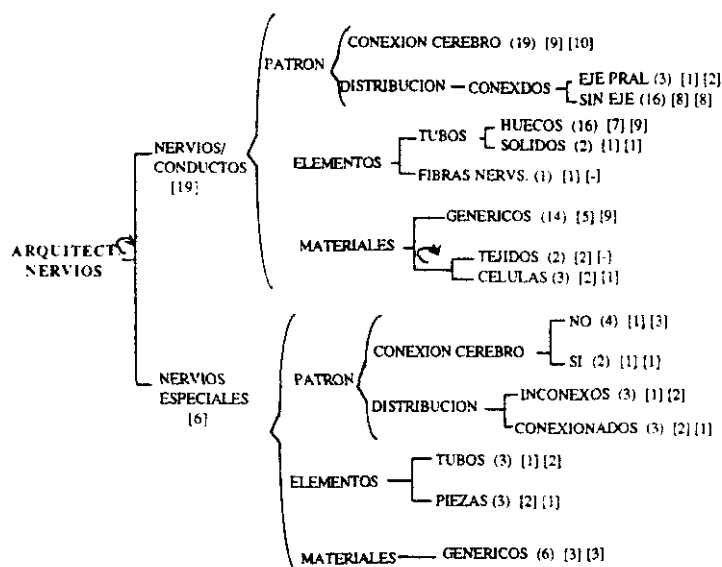 CONEXION CEREBRO (19) [9] [10]
PATRON
DISTRIBUCION
CONEXDOS
EJE PRAL (3) [1] [2]
SIN EJE (16) [8] [8]
NERVIOS/
CONDUCTOS
[19]
ELEMENTOS
TUBOS
HUECOS (16) [7] [9]
SOLIDOS (2) [1] [1]
FIBRAS NERVS. (1) [1] [-]
MATERIALES
GENERICOS (14) [5] [9]
TEJIDOS (2) [2] [-]
CELULAS (3) [2] [1]
ARQUITECT
NERVIOS
NERVIOS
ESPECIALES
[6]
PATRON
CONEXION CEREBRO
NO (4) [1] [3]
SI (2) [1] [1]
DISTRIBUCION
INCONEXOS (3) [1] [2]
CONEXIONADOS (3) [2] [1]
ELEMENTOS
TUBOS (3) [1] [2]
PIEZAS (3) [2] [1]
MATERIALES
GENERICOS (6) [3] [3]